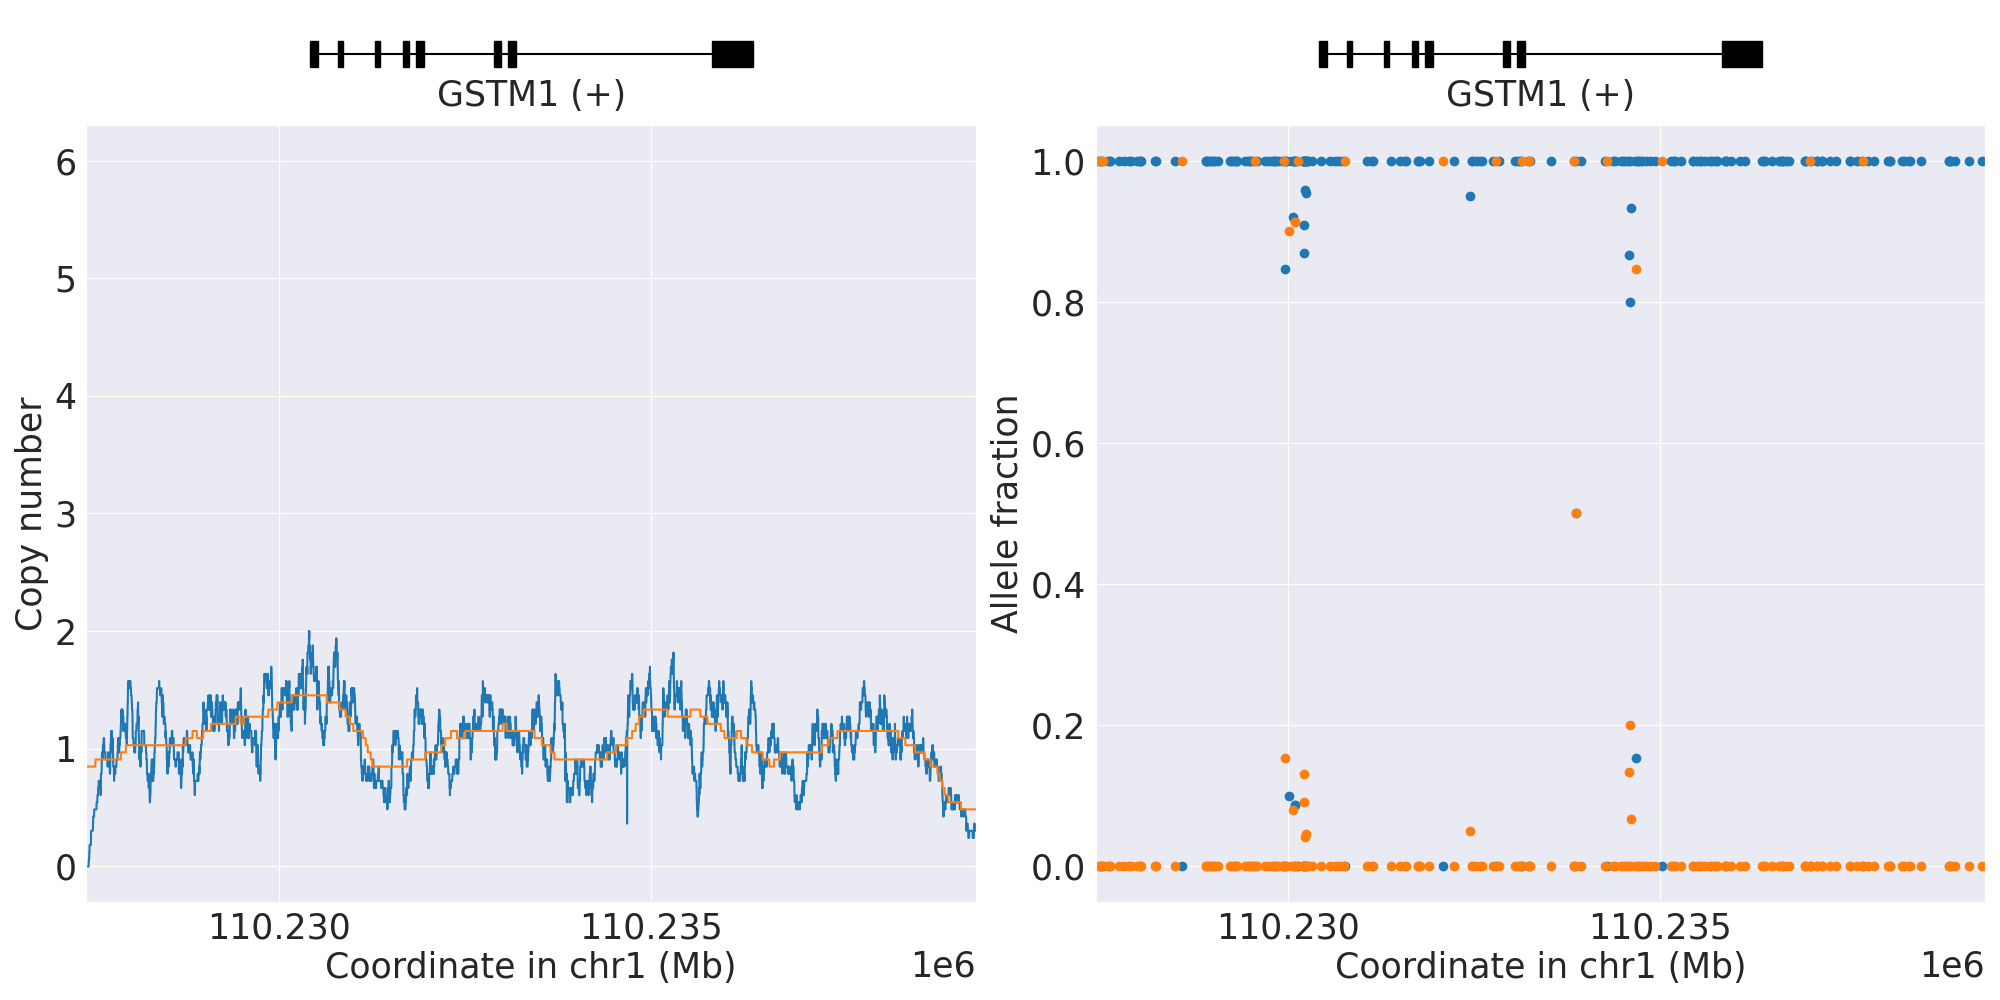 GSTM1 (+)
6
5
4
3
2
1
0
Copy number
110.230
110.235
Coordinate in chr1 (Mb)
1e6
GSTM1 (+)
1.0
0.8
0.6
0.4
0.2
0.0
Allele fraction
110.230
110.235
Coordinate in chr1 (Mb)
1e6